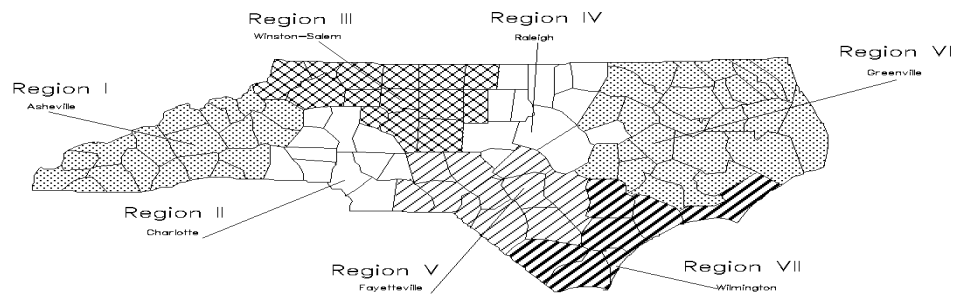 Region III
Winston-Salem
Region IV
Raleigh
Region VI
Greenville
Region I
Asheville
Region II
Charlotte
Region V
Fayetteville
Region VII
Wilmington